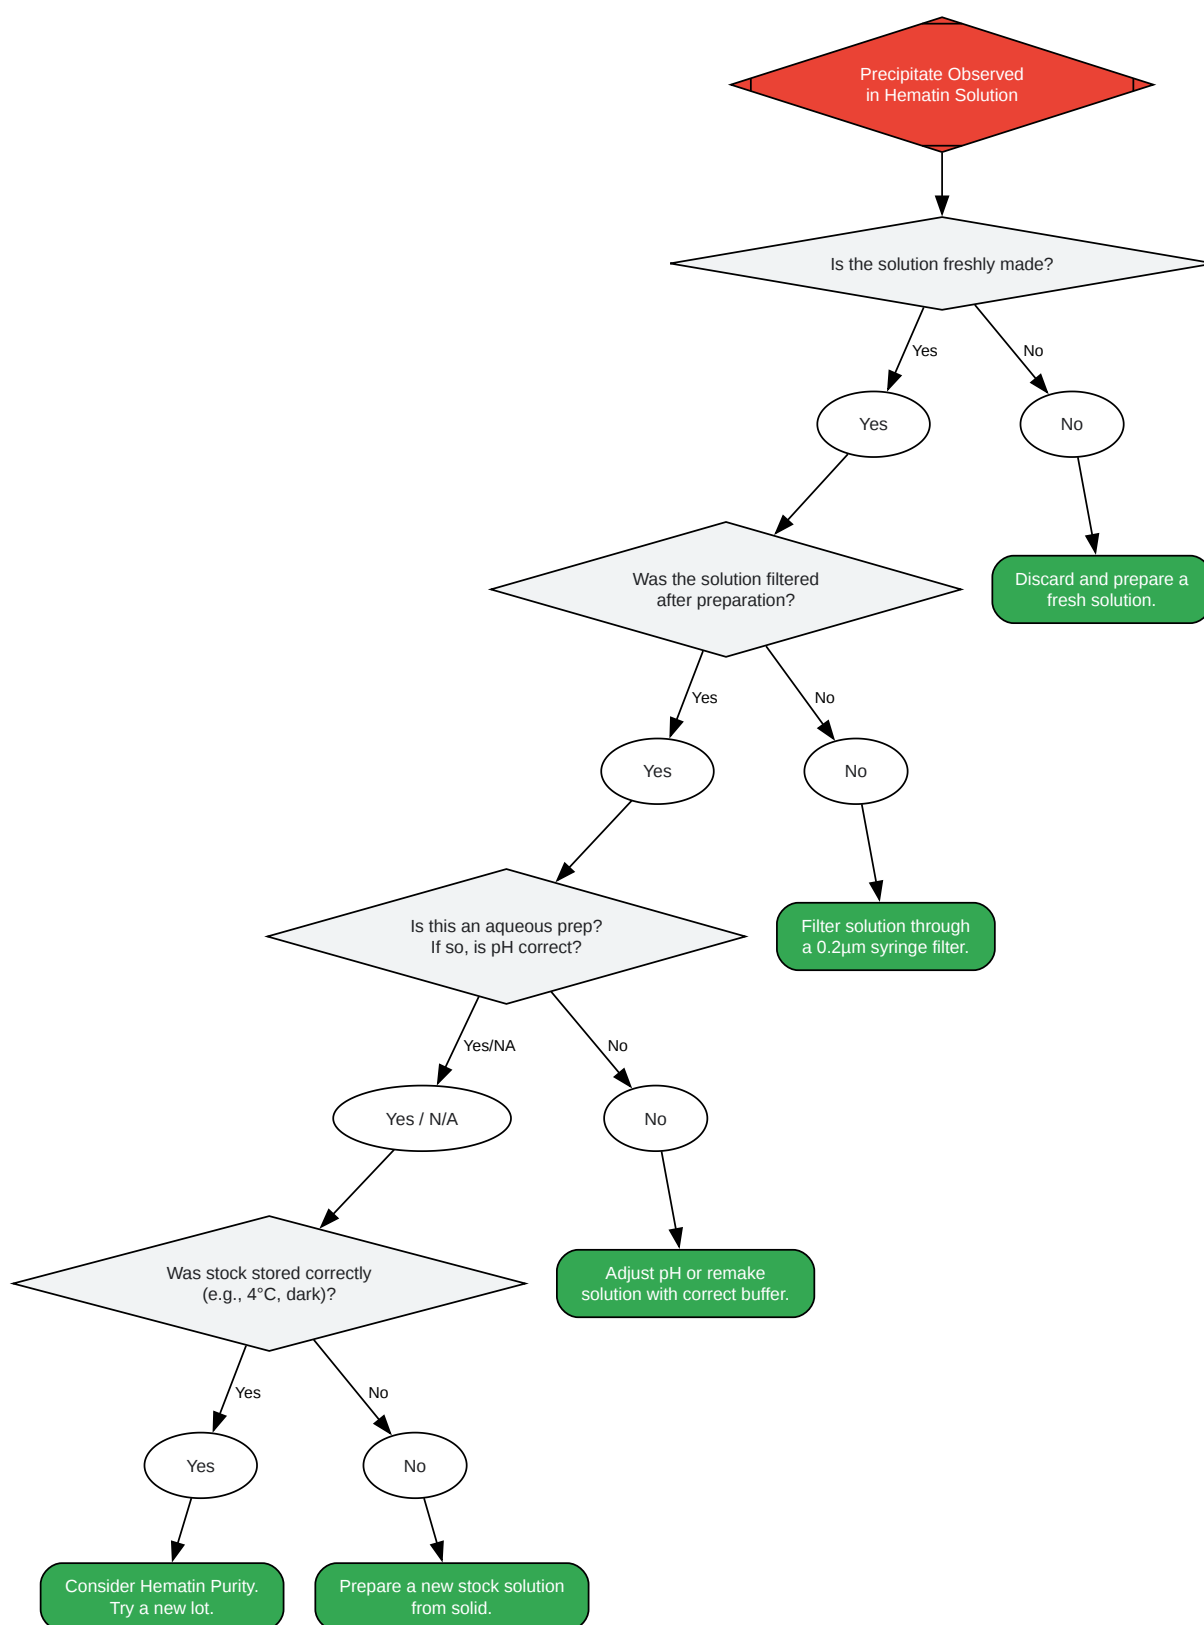 Precipitate Observed
in Hematin Solution
Is the solution freshly made?
Yes
No
Yes
No
Was the solution filtered
after preparation?
Discard and prepare a
fresh solution.
Yes
No
Yes
No
Is this an aqueous prep?
If so, is pH correct?
Filter solution through
a 0.2µm syringe filter.
Yes/NA
No
Yes / N/A
No
Was stock stored correctly
(e.g., 4°C, dark)?
Adjust pH or remake
solution with correct buffer.
Yes
No
Yes
No
Consider Hematin Purity.
Try a new lot.
Prepare a new stock solution
from solid.